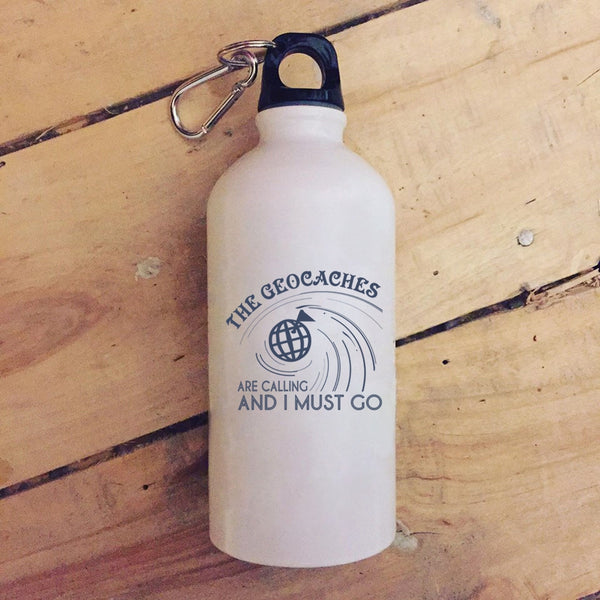 THE GEOCACHES
ARE CALLING
AND I MUST GO